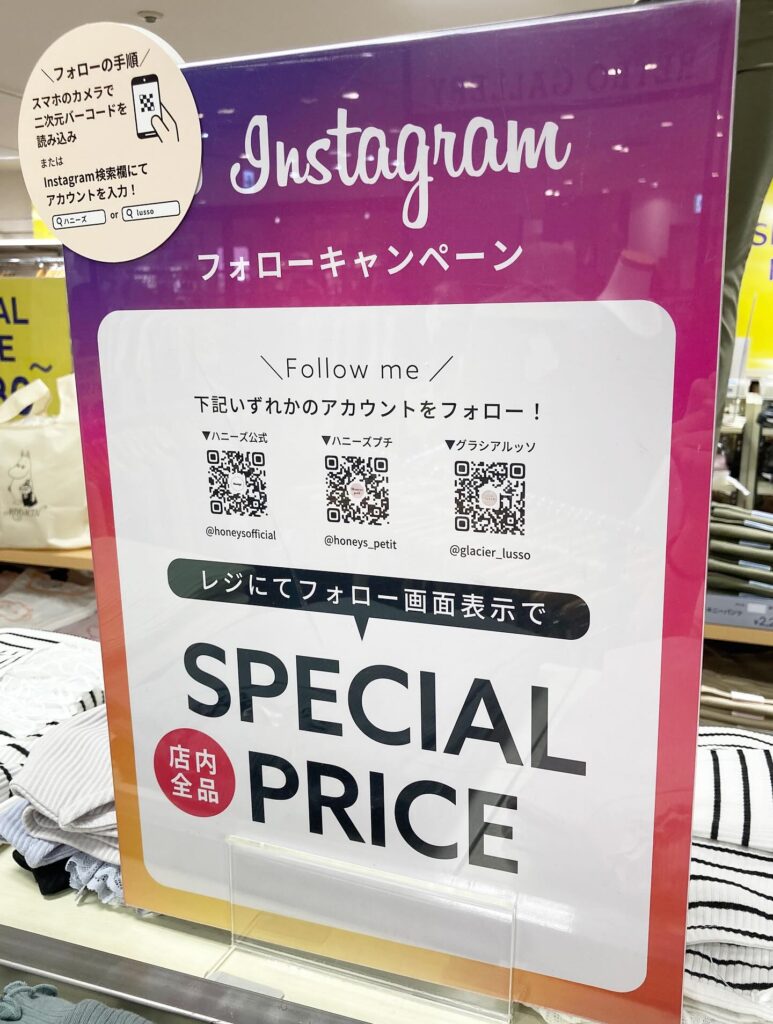 フォローの手順
スマホのカメラで
二次元バーコードを
読み込み
または
Instagram検索欄にて
アカウントを入力！
ハニーズ or lusso
Instagram
フォローキャンペーン
Follow me
下記いずれかのアカウントをフォロー！
▼ハニーズ公式 ▼ハニーズプチ ▼グラシアルッソ
@honeysofficial @honeys_petit @glacier_lusso
レジにてフォロー画面表示で
SPECIAL
店内
全品
PRICE